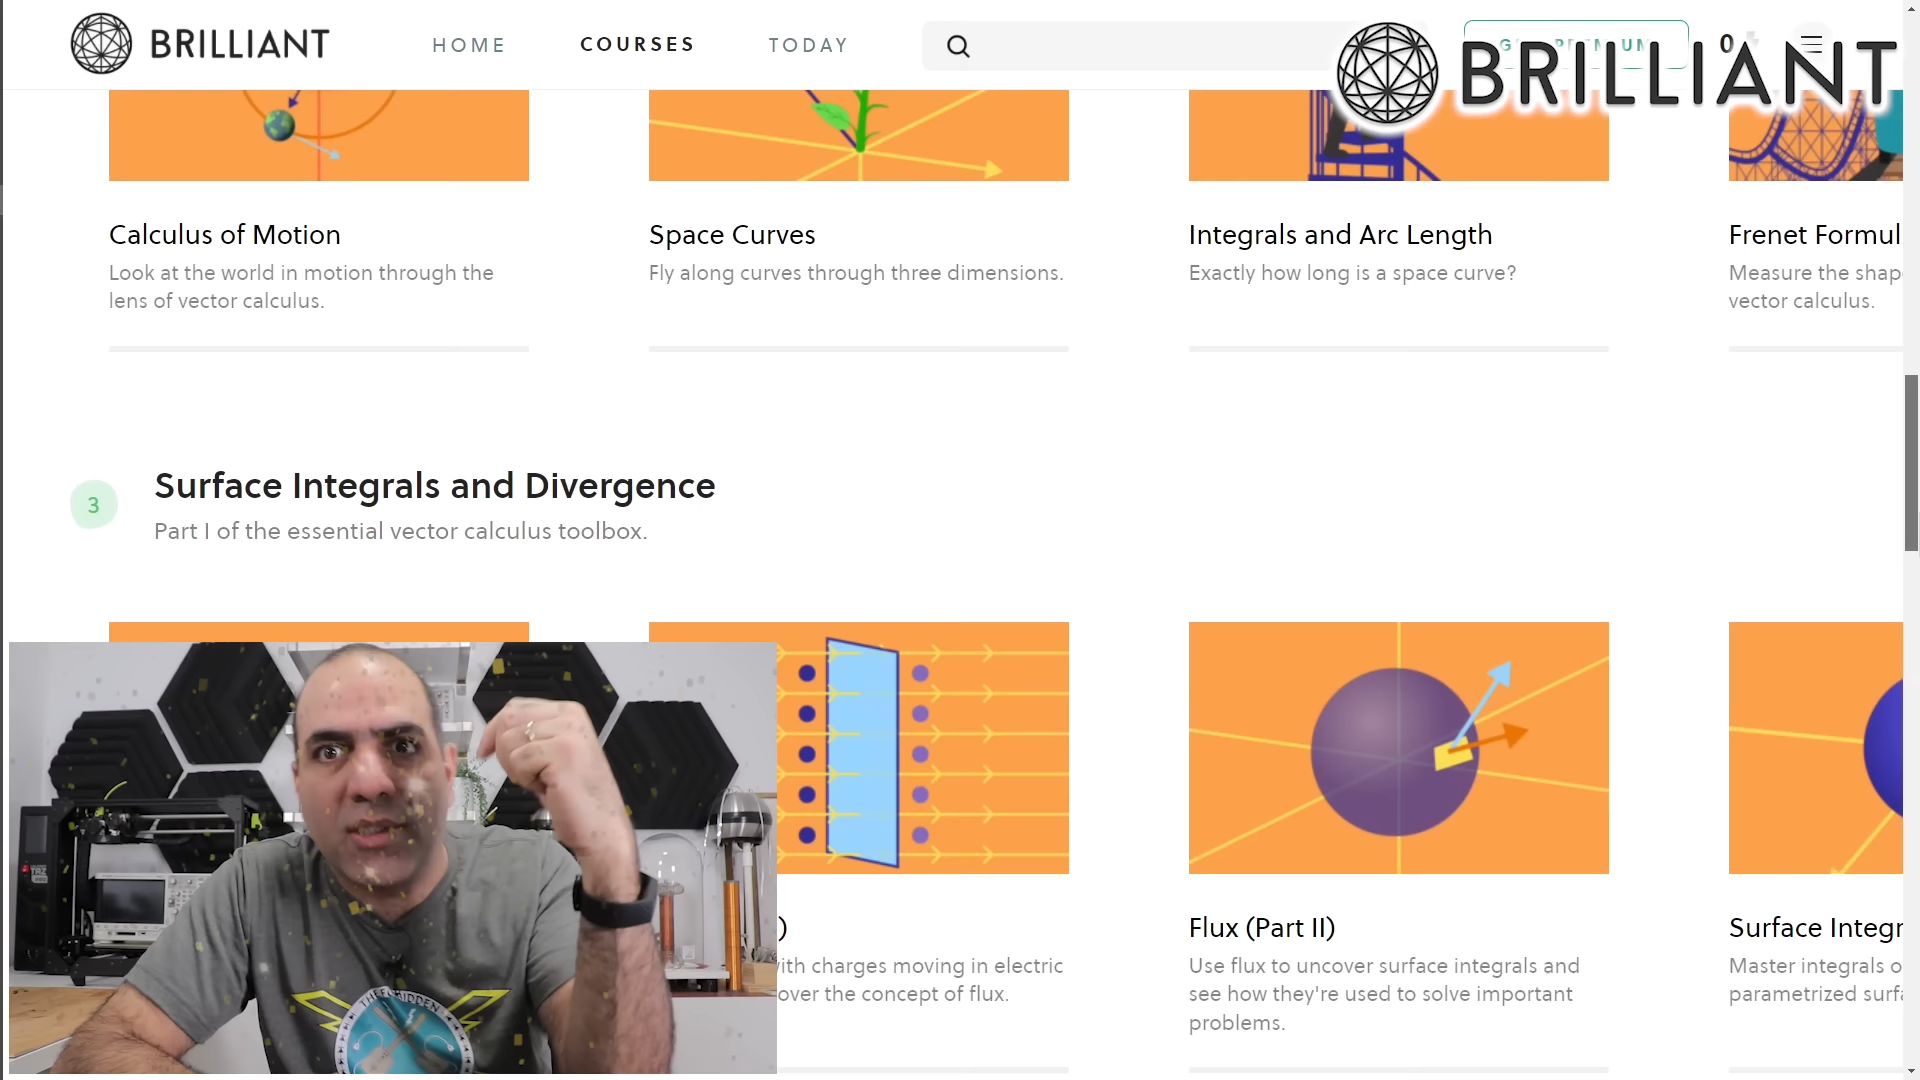 BRILLIANT
HOME
COURSES
TODAY
0
BRILLIANT
Calculus of Motion
Look at the world in motion through the
lens of vector calculus.
Space Curves
Fly along curves through three dimensions.
Integrals and Arc Length
Exactly how long is a space curve?
Frenet Formul
Measure the shap
vector calculus.
3
Surface Integrals and Divergence
Part I of the essential vector calculus toolbox.
)
ith charges moving in electric
over the concept of flux.
Flux (Part II)
Use flux to uncover surface integrals and
see how they're used to solve important
problems.
Surface Integr
Master integrals o
parametrized surfa